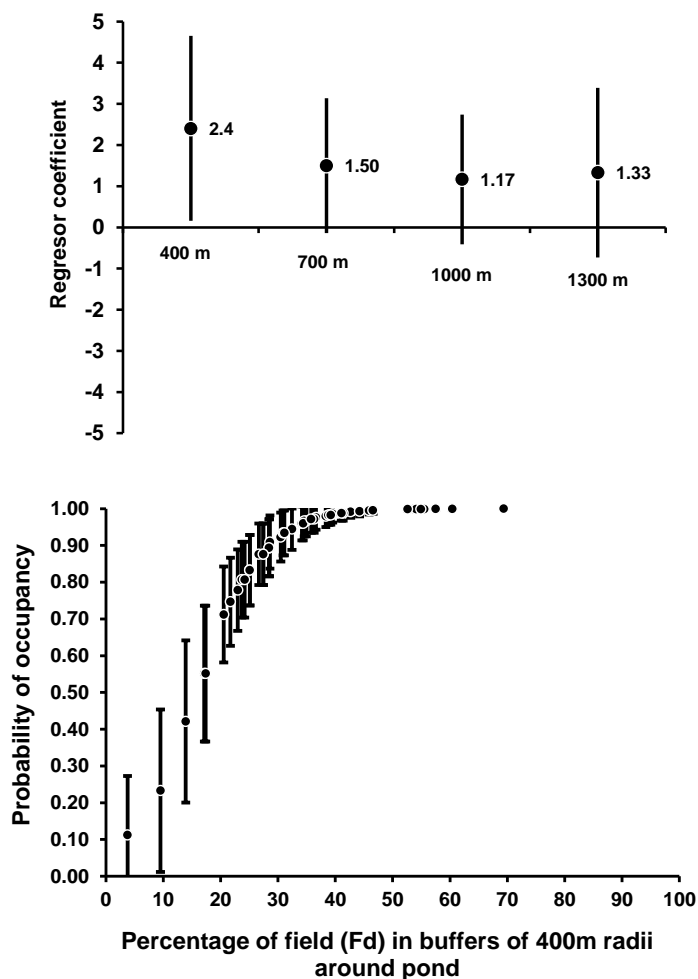 Regresor coefficient
5
4
3
2
1
0
-1
-2
-3
-4
-5
2.4
1.50
1.17
1.33
400 m
700 m
1000 m
1300 m
Probability of occupancy
1.00
0.90
0.80
0.70
0.60
0.50
0.40
0.30
0.20
0.10
0.00
0 10 20 30 40 50 60 70 80 90 100
Percentage of field (Fd) in buffers of 400m radii
around pond